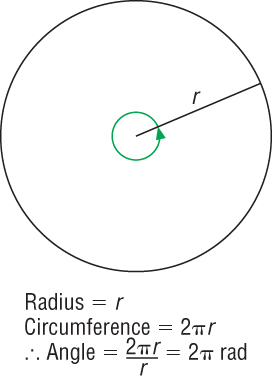 r
Radius = r
Circumference = 2πr
∴ Angle = 2πr/r = 2π rad